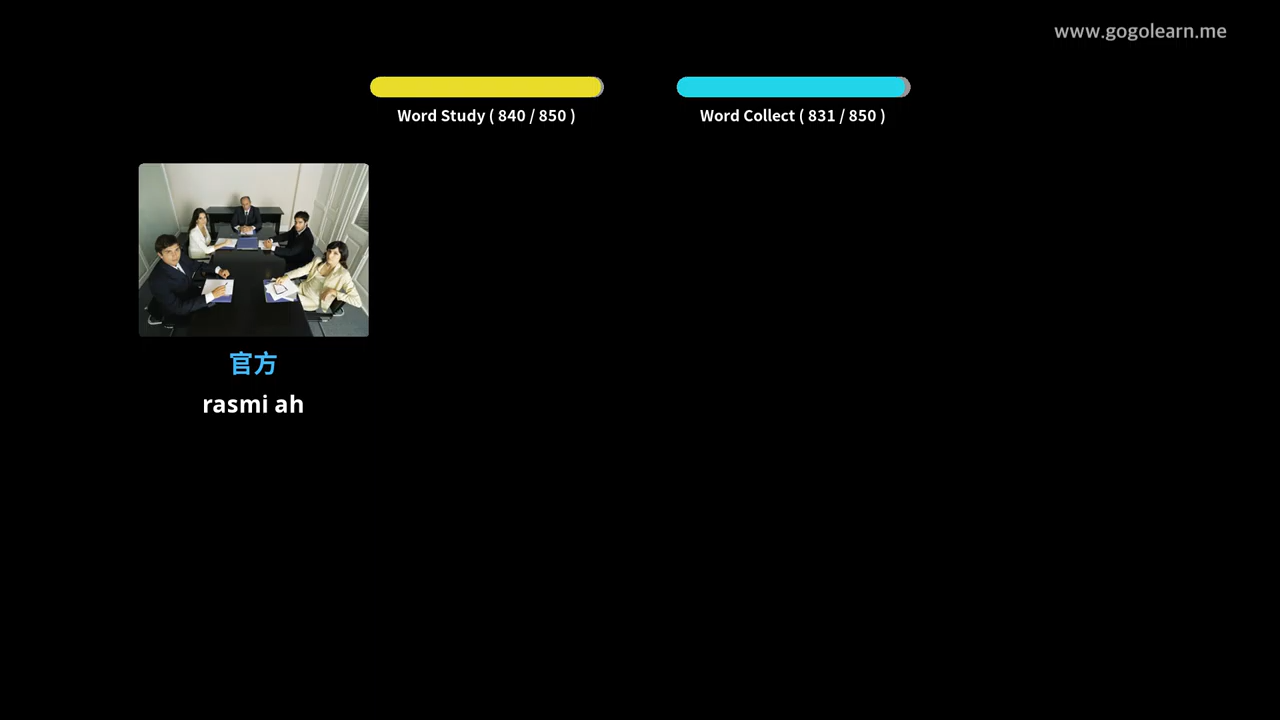 www.gogolearn.me
Word Study ( 840 / 850 )
Word Collect ( 831 / 850 )
官方
rasmi ah